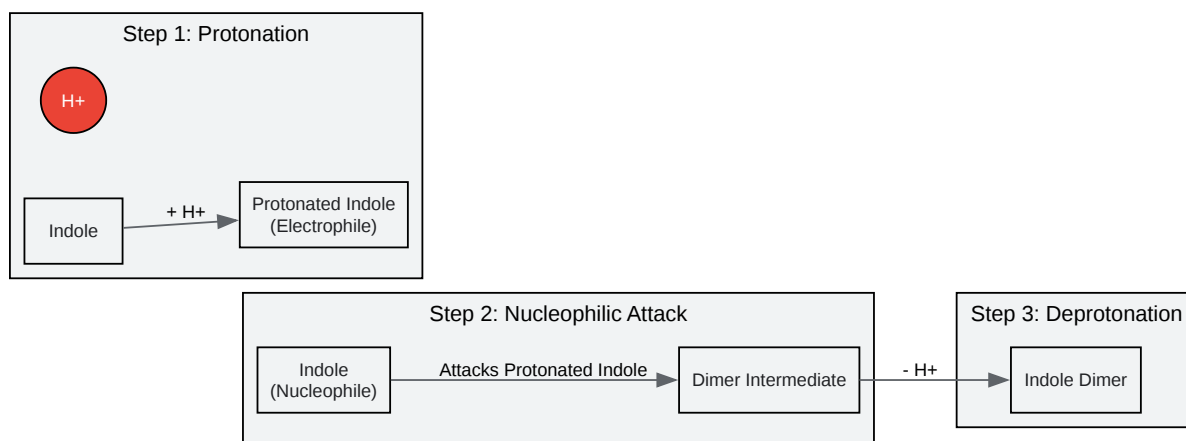 Step 1: Protonation
H+
Indole
+ H+
Protonated Indole
(Electrophile)
Step 2: Nucleophilic Attack
Indole
(Nucleophile)
Attacks Protonated Indole
Dimer Intermediate
- H+
Step 3: Deprotonation
Indole Dimer